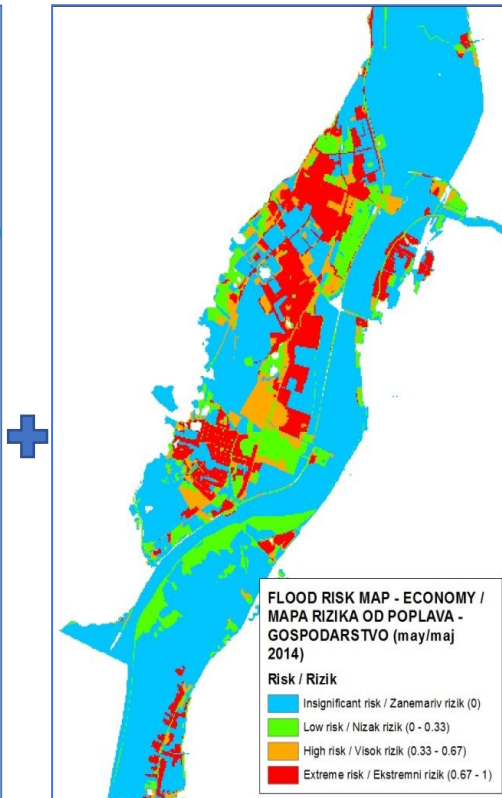 FLOOD RISK MAP - ECONOMY /
MAPA RIZIKA OD POPLAVA -
GOSPODARSTVO (may/maj
2014)
Risk / Rizik
Insignificant risk / Zanemariv rizik (0)
Low risk / Nizak rizik (0 - 0.33)
High risk / Visok rizik (0.33 - 0.67)
Extreme risk / Ekstremni rizik (0.67 - 1)